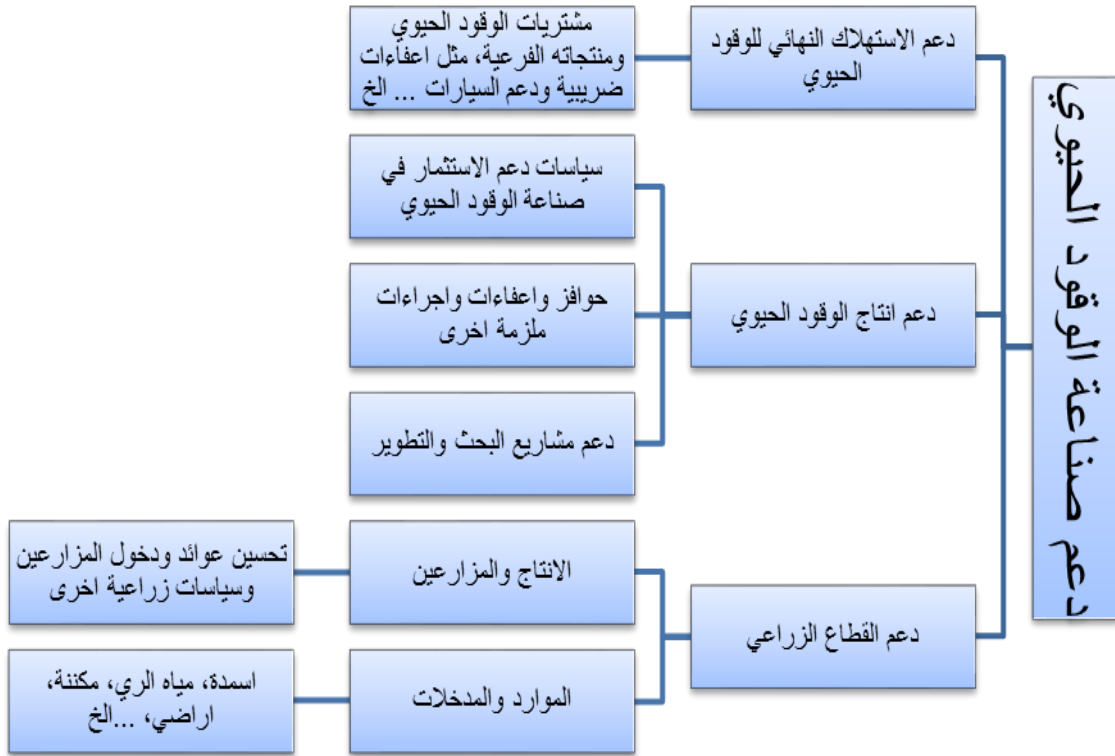 دعم صناعة الوقود الحيوي
دعم الاستهلاك النهائي للوقود
الحيوي
مشتريات الوقود الحيوي
ومنتجاته الفرعية، مثل اعفاءات
ضريبية ودعم السيارات ... الخ
دعم انتاج الوقود الحيوي
سياسات دعم الاستثمار في
صناعة الوقود الحيوي
حوافز واعفاءات واجراءات
ملزمة اخرى
دعم مشاريع البحث والتطوير
دعم القطاع الزراعي
الانتاج والمزارعين
تحسين عوائد ودخول المزارعين
وسياسات زراعية اخرى
الموارد والمدخلات
اسمدة، مياه الري، مكننة،
اراضي، ...الخ